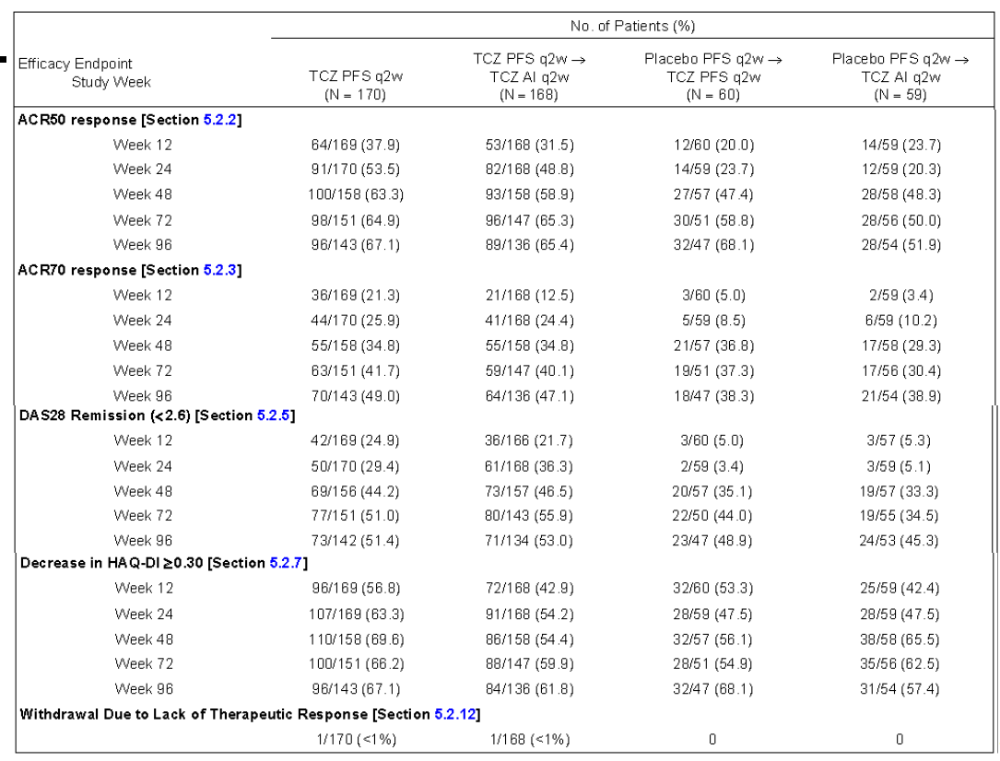 No. of Patients (%)
Efficacy Endpoint
Study Week
TCZ PFS q2w
(N = 170)
TCZ PFS q2w →
TCZ AI q2w
(N = 168)
Placebo PFS q2w →
TCZ PFS q2w
(N = 60)
Placebo PFS q2w →
TCZ AI q2w
(N = 59)
ACR50 response [Section 5.2.2]
Week 12 64/169 (37.9) 53/168 (31.5) 12/60 (20.0) 14/59 (23.7)
Week 24 91/170 (53.5) 82/168 (48.8) 14/59 (23.7) 12/59 (20.3)
Week 48 100/158 (63.3) 93/158 (58.9) 27/57 (47.4) 28/58 (48.3)
Week 72 98/151 (64.9) 96/147 (65.3) 30/51 (58.8) 28/56 (50.0)
Week 96 96/143 (67.1) 89/136 (65.4) 32/47 (68.1) 28/54 (51.9)
ACR70 response [Section 5.2.3]
Week 12 36/169 (21.3) 21/168 (12.5) 3/60 (5.0) 2/59 (3.4)
Week 24 44/170 (25.9) 41/168 (24.4) 5/59 (8.5) 6/59 (10.2)
Week 48 55/158 (34.8) 55/158 (34.8) 21/57 (36.8) 17/58 (29.3)
Week 72 63/151 (41.7) 59/147 (40.1) 19/51 (37.3) 17/56 (30.4)
Week 96 70/143 (49.0) 64/136 (47.1) 18/47 (38.3) 21/54 (38.9)
DAS28 Remission (<2.6) [Section 5.2.5]
Week 12 42/169 (24.9) 36/166 (21.7) 3/60 (5.0) 3/57 (5.3)
Week 24 50/170 (29.4) 61/168 (36.3) 2/59 (3.4) 3/59 (5.1)
Week 48 69/156 (44.2) 73/157 (46.5) 20/57 (35.1) 19/57 (33.3)
Week 72 77/151 (51.0) 80/143 (55.9) 22/50 (44.0) 19/55 (34.5)
Week 96 73/142 (51.4) 71/134 (53.0) 23/47 (48.9) 24/53 (45.3)
Decrease in HAQ-DI ≥0.30 [Section 5.2.7]
Week 12 96/169 (56.8) 72/168 (42.9) 32/60 (53.3) 25/59 (42.4)
Week 24 107/169 (63.3) 91/168 (54.2) 28/59 (47.5) 28/59 (47.5)
Week 48 110/158 (69.6) 86/158 (54.4) 32/57 (56.1) 38/58 (65.5)
Week 72 100/151 (66.2) 88/147 (59.9) 28/51 (54.9) 35/56 (62.5)
Week 96 96/143 (67.1) 84/136 (61.8) 32/47 (68.1) 31/54 (57.4)
Withdrawal Due to Lack of Therapeutic Response [Section 5.2.12]
1/170 (<1%) 1/168 (<1%) 0 0